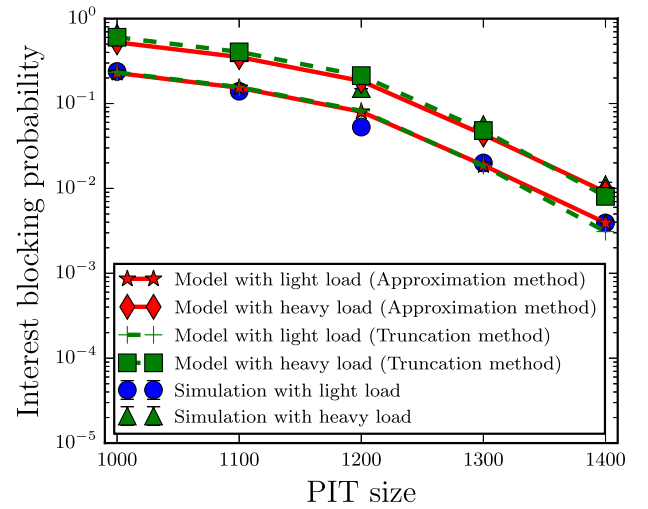 Interest blocking probability
10^0
10^−1
10^−2
10^−3
10^−4
10^−5
Model with light load (Approximation method)
Model with heavy load (Approximation method)
Model with light load (Truncation method)
Model with heavy load (Truncation method)
Simulation with light load
Simulation with heavy load
1000 1100 1200 1300 1400
PIT size